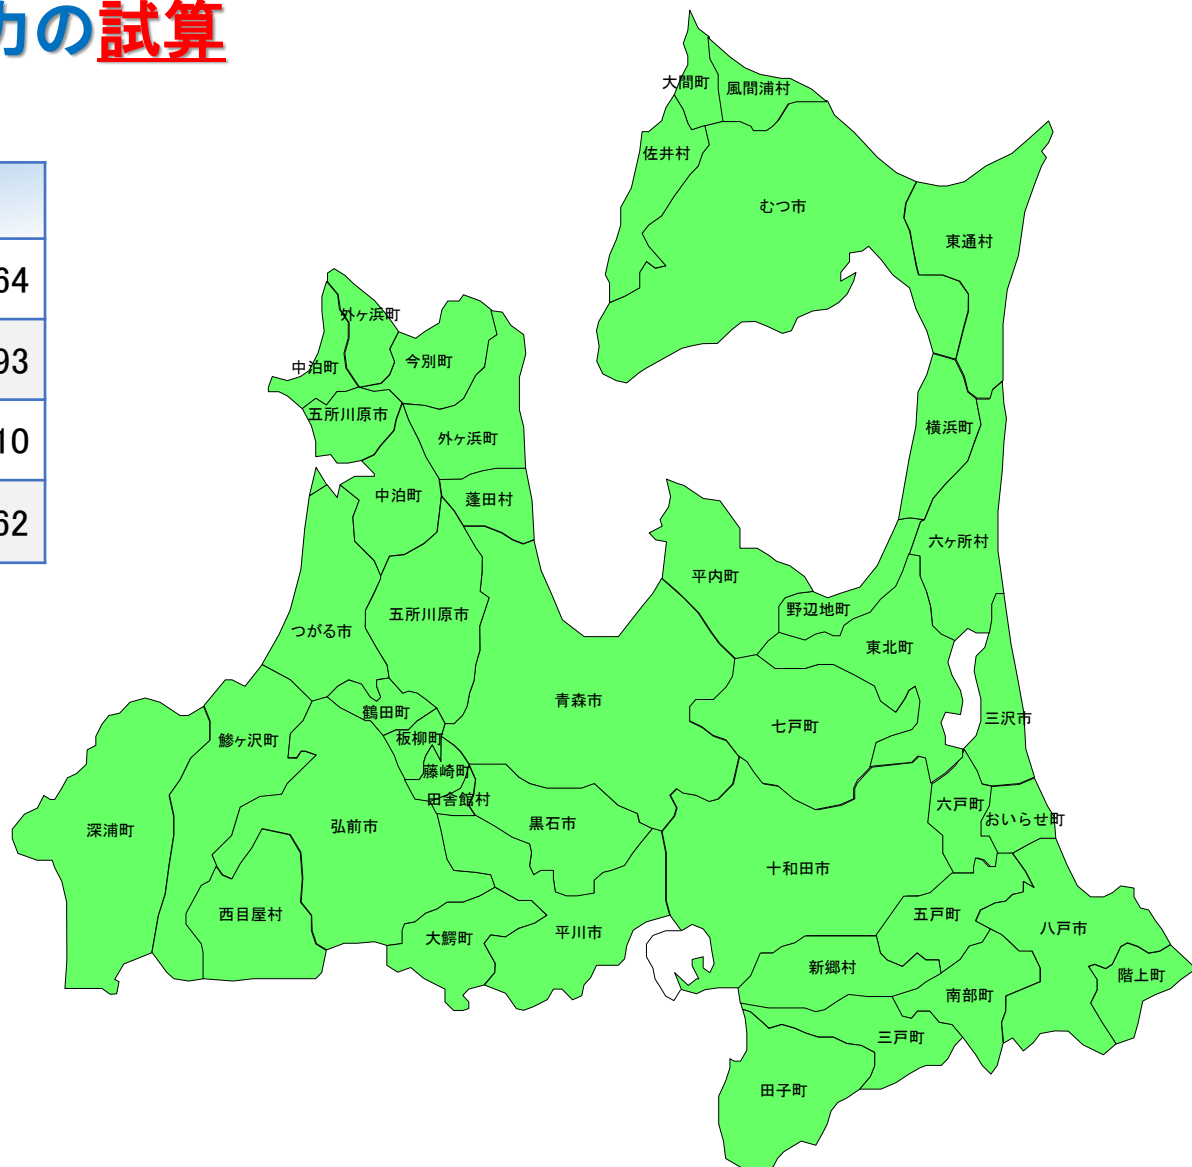 力の試算
大間町
風間浦村
佐井村
むつ市
東通村
64
外ヶ浜町
93
今別町
中泊町
五所川原市
横浜町
外ヶ浜町
10
中泊町
蓬田村
62
六ヶ所村
平内町
野辺地町
五所川原市
つがる市
東北町
青森市
鶴田町
三沢市
七戸町
鰺ヶ沢町
板柳町
藤崎町
田舎館村
六戸町
おいらせ町
黒石市
弘前市
深浦町
十和田市
西目屋村
五戸町
八戸市
平川市
大鰐町
新郷村
階上町
南部町
三戸町
田子町